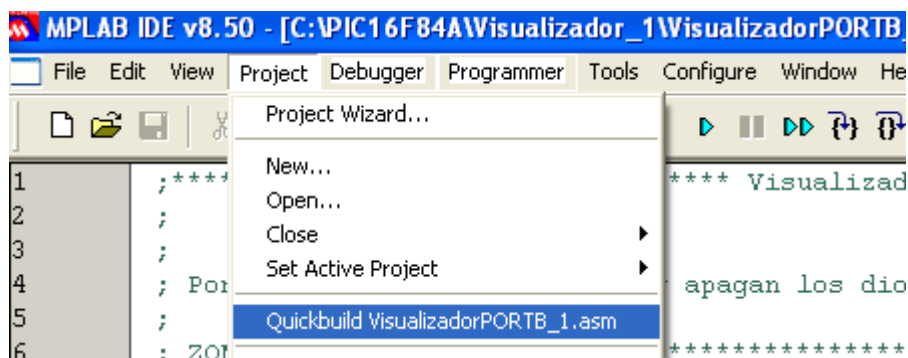 MPLAB IDE v8.50 - [C:\PIC16F84A\Visualizador_1\VisualizadorPORTB_
File Edit View Project Debugger Programmer Tools Configure Window He
Project Wizard...
New...
Open...
Close
Set Active Project
Quickbuild VisualizadorPORTB_1.asm
1 ;**** **** Visualizad
2 ;
3 ;
4 ; Por apagan los dio
5 ;
6 ; ZON ***************